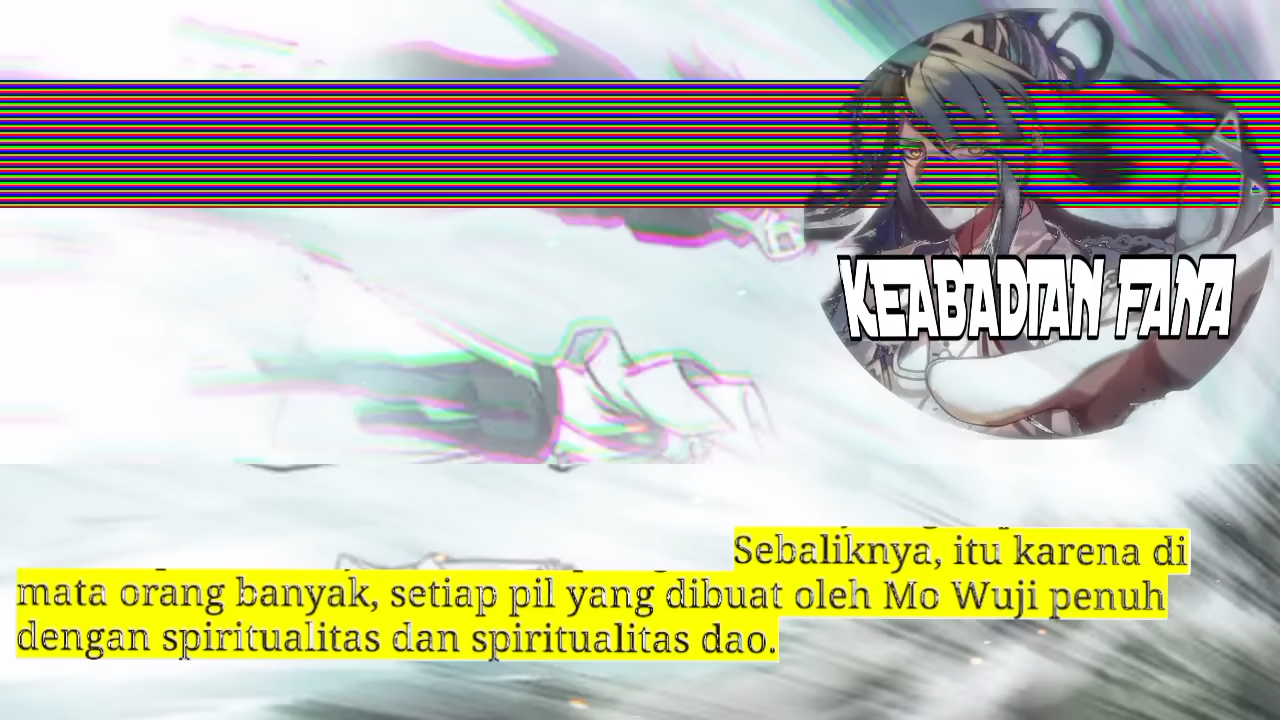 KEABADIAN FANA
Sebaliknya, itu karena di
mata orang banyak, setiap pil yang dibuat oleh Mo Wuji penuh
dengan spiritualitas dan spiritualitas dao.